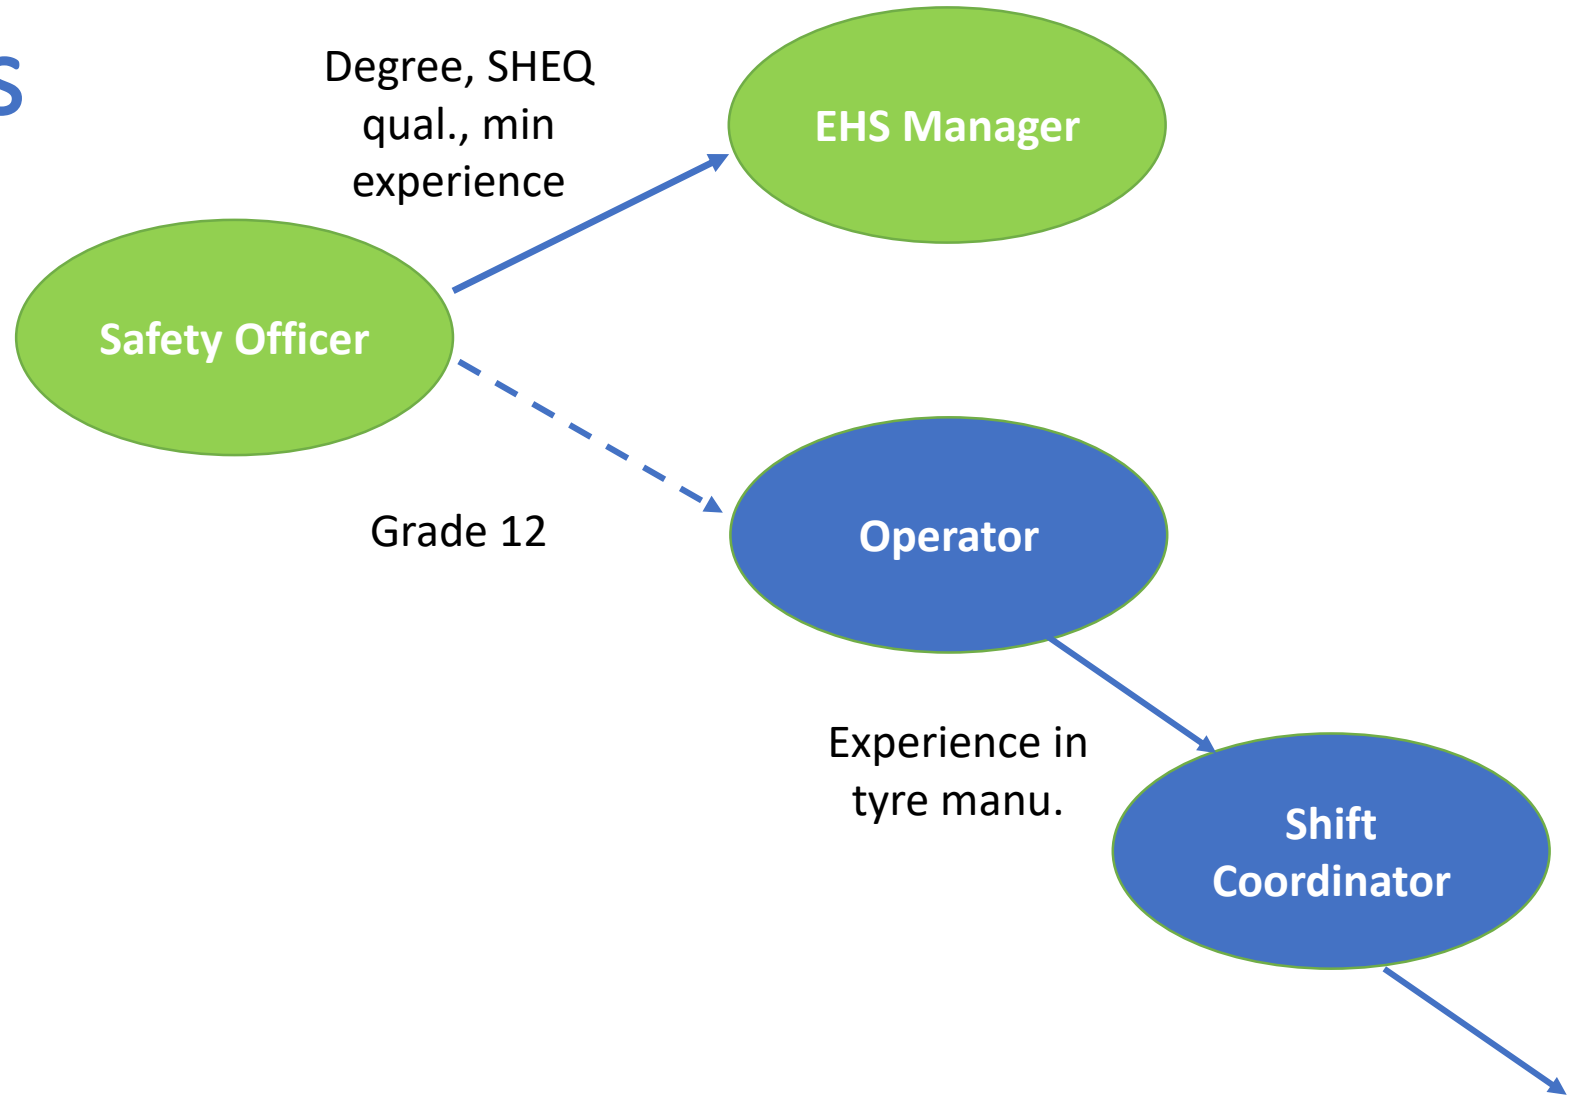 s
Degree, SHEQ
qual., min
experience
EHS Manager
Safety Officer
Grade 12
Operator
Experience in
tyre manu.
Shift
Coordinator